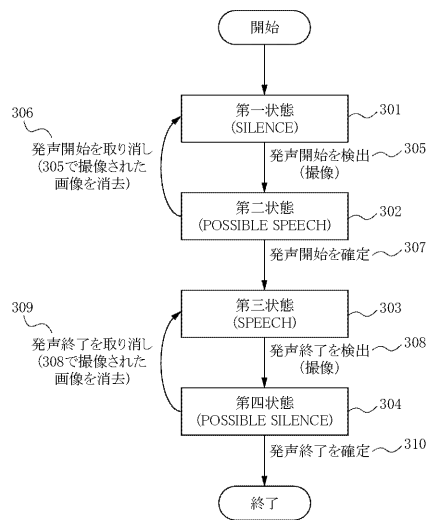 開始
306
発声開始を取り消し
(305で撮像された
画像を消去)
第一状態
(SILENCE)
301
発声開始を検出
(撮像)
305
第二状態
(POSSIBLE SPEECH)
302
発声開始を確定
307
309
発声終了を取り消し
(308で撮像された
画像を消去)
第三状態
(SPEECH)
303
発声終了を検出
(撮像)
308
第四状態
(POSSIBLE SILENCE)
304
発声終了を確定
310
終了